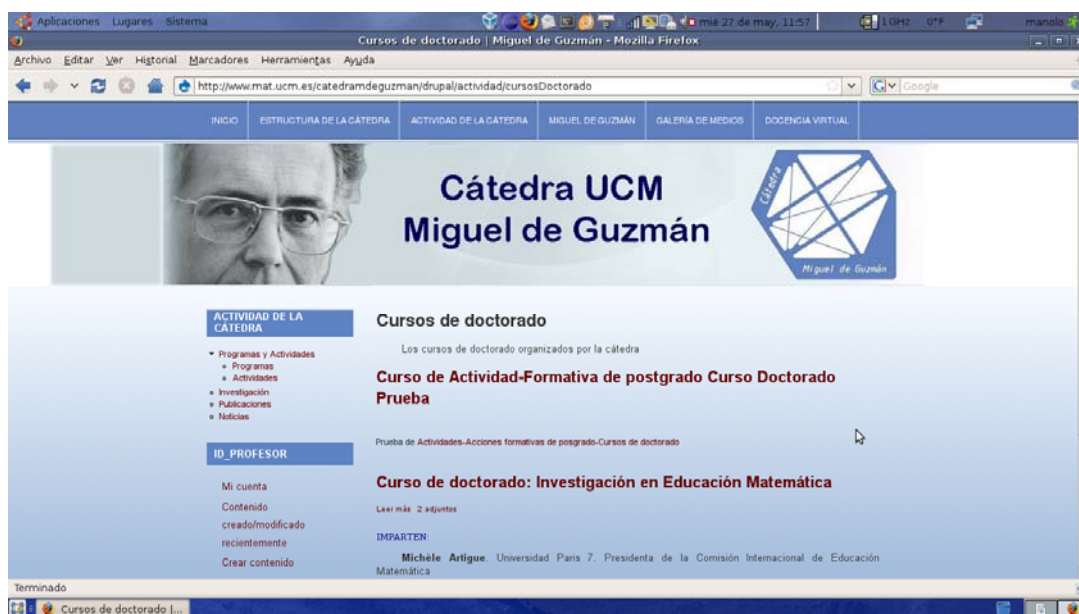 Aplicaciones Lugares Sistema
mié 27 de may, 11:57
1 GHz 0°F manolo
Cursos de doctorado | Miguel de Guzmán - Mozilla Firefox
Archivo Editar Ver Historial Marcadores Herramientas Ayuda
http://www.mat.ucm.es/catedramdeguzman/drupal/actividad/cursosDoctorado
Google
INICIO ESTRUCTURA DE LA CÁTEDRA ACTIVIDAD DE LA CÁTEDRA MIGUEL DE GUZMÁN GALERÍA DE MEDIOS DOCENCIA VIRTUAL
Cátedra UCM
Miguel de Guzmán
Cátedra
Miguel de Guzmán
ACTIVIDAD DE LA
CÁTEDRA
Programas y Actividades
Programas
Actividades
Investigación
Publicaciones
Noticias
ID_PROFESOR
Mi cuenta
Contenido
creado/modificado
recientemente
Crear contenido
Cursos de doctorado
Los cursos de doctorado organizados por la cátedra
Curso de Actividad-Formativa de postgrado Curso Doctorado
Prueba
Prueba de Actividades-Acciones formativas de posgrado-Cursos de doctorado
Curso de doctorado: Investigación en Educación Matemática
Leer más 2 adjuntos
IMPARTEN:
Michèle Artigue. Universidad Paris 7. Presidenta de la Comisión Internacional de Educación
Matemática
Terminado
Cursos de doctorado |...